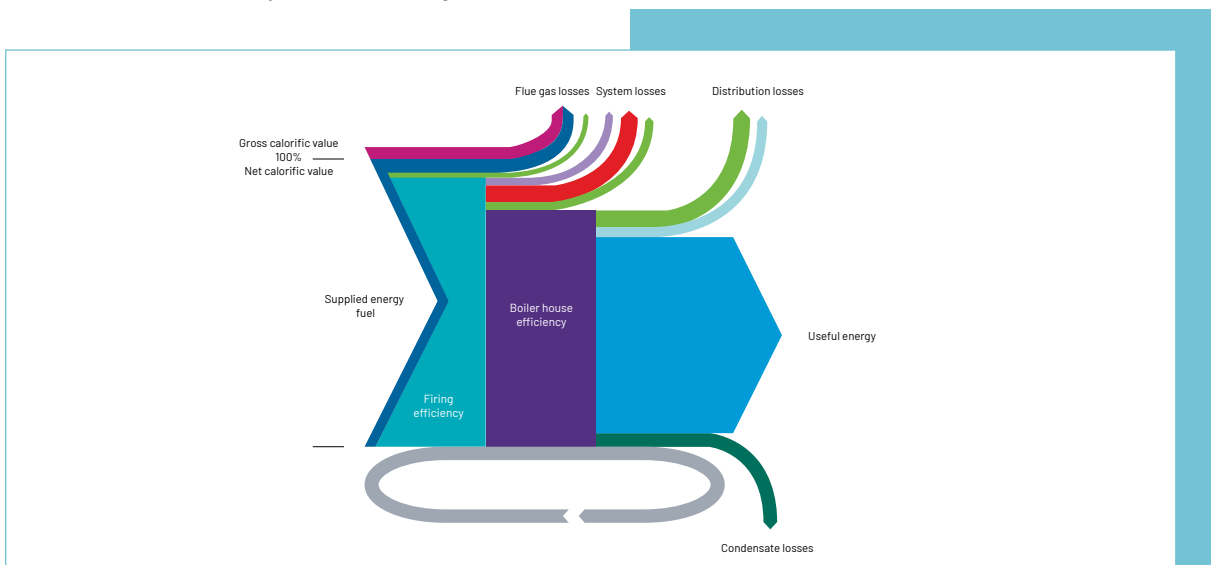 Flue gas losses
System losses
Distribution losses
Gross calorific value
100%
Net calorific value
Supplied energy
fuel
Boiler house
efficiency
Useful energy
Firing
efficiency
Condensate losses